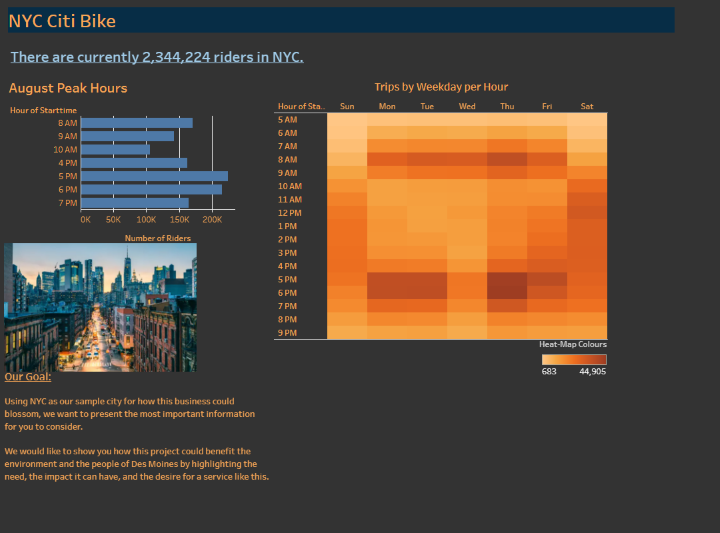 NYC Citi Bike
There are currently 2,344,224 riders in NYC.
August Peak Hours
Hour of Starttime
8 AM
9 AM
10 AM
4 PM
5 PM
6 PM
7 PM
0K 50K 100K 150K 200K
Number of Riders
Trips by Weekday per Hour
Hour of Sta.. Sun Mon Tue Wed Thu Fri Sat
5 AM
6 AM
7 AM
8 AM
9 AM
10 AM
11 AM
12 PM
1 PM
2 PM
3 PM
4 PM
5 PM
6 PM
7 PM
8 PM
9 PM
Heat-Map Colours
683 44,905
Our Goal:
Using NYC as our sample city for how this business could
blossom, we want to present the most important information
for you to consider.
We would like to show you how this project could benefit the
environment and the people of Des Moines by highlighting the
need, the impact it can have, and the desire for a service like this.